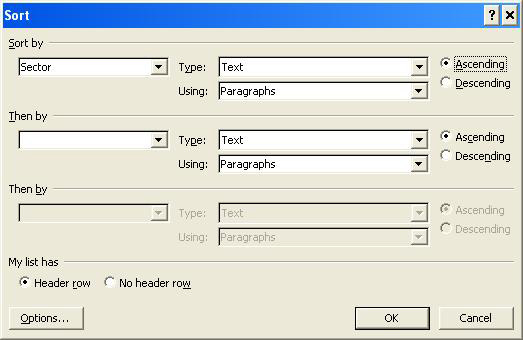 Sort
Sort by
Sector Type: Text Ascending
Using: Paragraphs Descending
Then by
Type: Text Ascending
Using: Paragraphs Descending
Then by
Type: Text Ascending
Using: Paragraphs Descending
My list has
Header row No header row
Options... OK Cancel